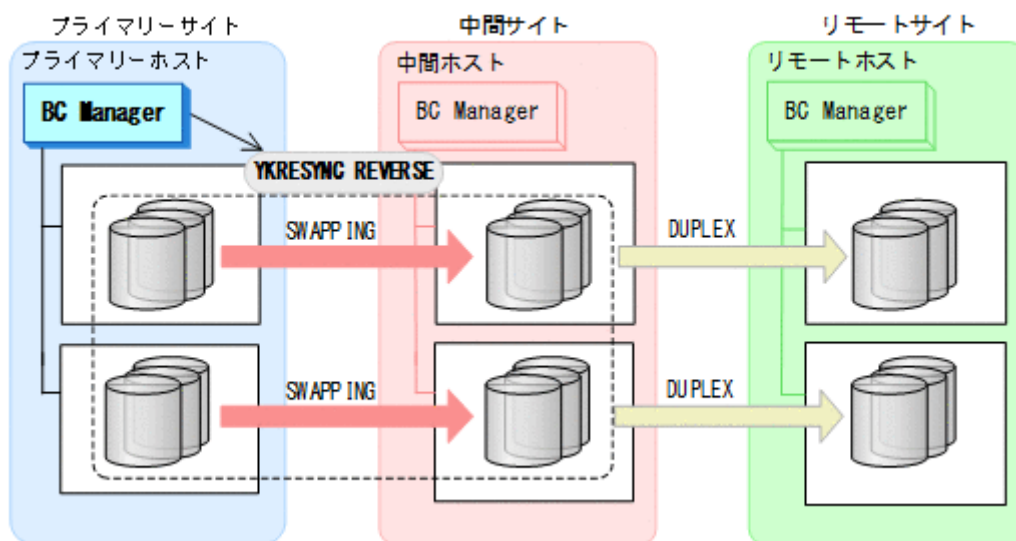 プライマリーサイト
中間サイト
リモートサイト
プライマリーホスト
中間ホスト
リモートホスト
BC Manager
BC Manager
BC Manager
YKRESYNC REVERSE
SWAPPING
DUPLEX
SWAPPING
DUPLEX